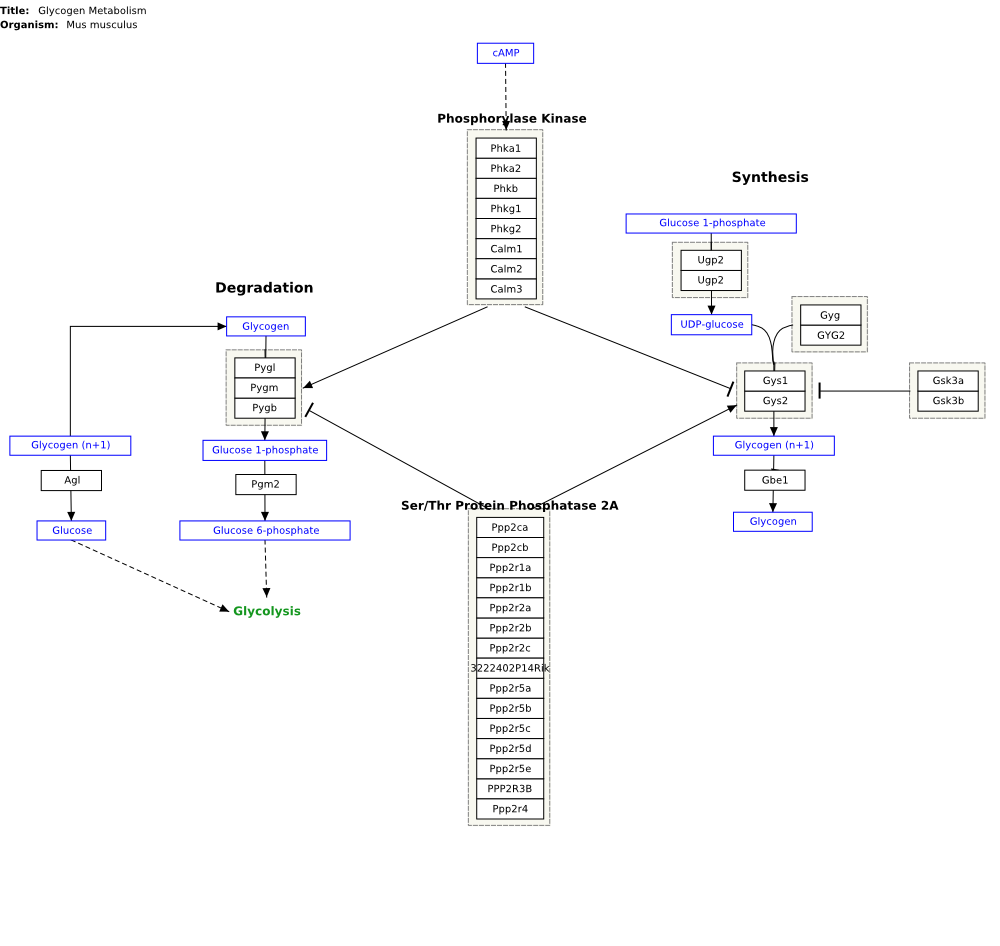 Title: Glycogen Metabolism
Organism: Mus musculus
cAMP
Phosphorylase Kinase
Phka1
Phka2
Phkb
Phkg1
Phkg2
Calm1
Calm2
Calm3
Synthesis
Glucose 1-phosphate
Ugp2
Ugp2
UDP-glucose
Gyg
GYG2
Gys1
Gys2
Gsk3a
Gsk3b
Glycogen (n+1)
Gbe1
Glycogen
Degradation
Glycogen
Pygl
Pygm
Pygb
Glycogen (n+1)
Glucose 1-phosphate
Agl
Pgm2
Glucose
Glucose 6-phosphate
Glycolysis
Ser/Thr Protein Phosphatase 2A
Ppp2ca
Ppp2cb
Ppp2r1a
Ppp2r1b
Ppp2r2a
Ppp2r2b
Ppp2r2c
3222402P14Rik
Ppp2r5a
Ppp2r5b
Ppp2r5c
Ppp2r5d
Ppp2r5e
PPP2R3B
Ppp2r4